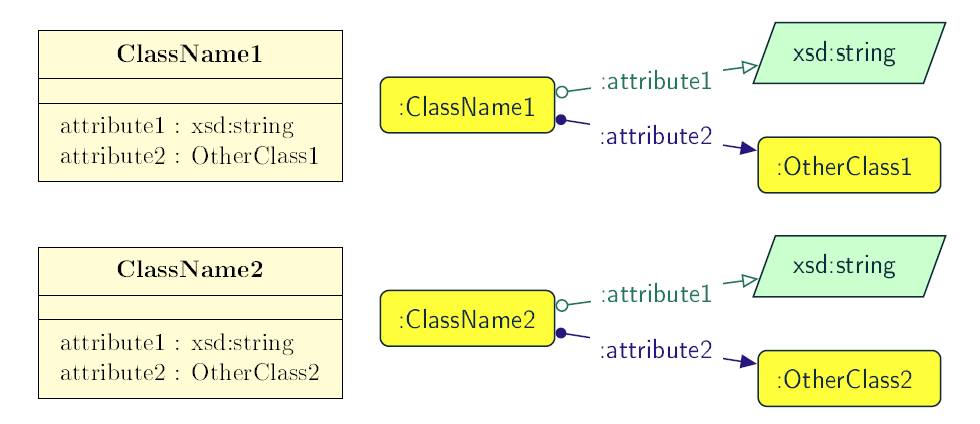 ClassName1
attribute1 : xsd:string
attribute2 : OtherClass1
:ClassName1
:attribute1
xsd:string
:attribute2
:OtherClass1
ClassName2
attribute1 : xsd:string
attribute2 : OtherClass2
:ClassName2
:attribute1
xsd:string
:attribute2
:OtherClass2